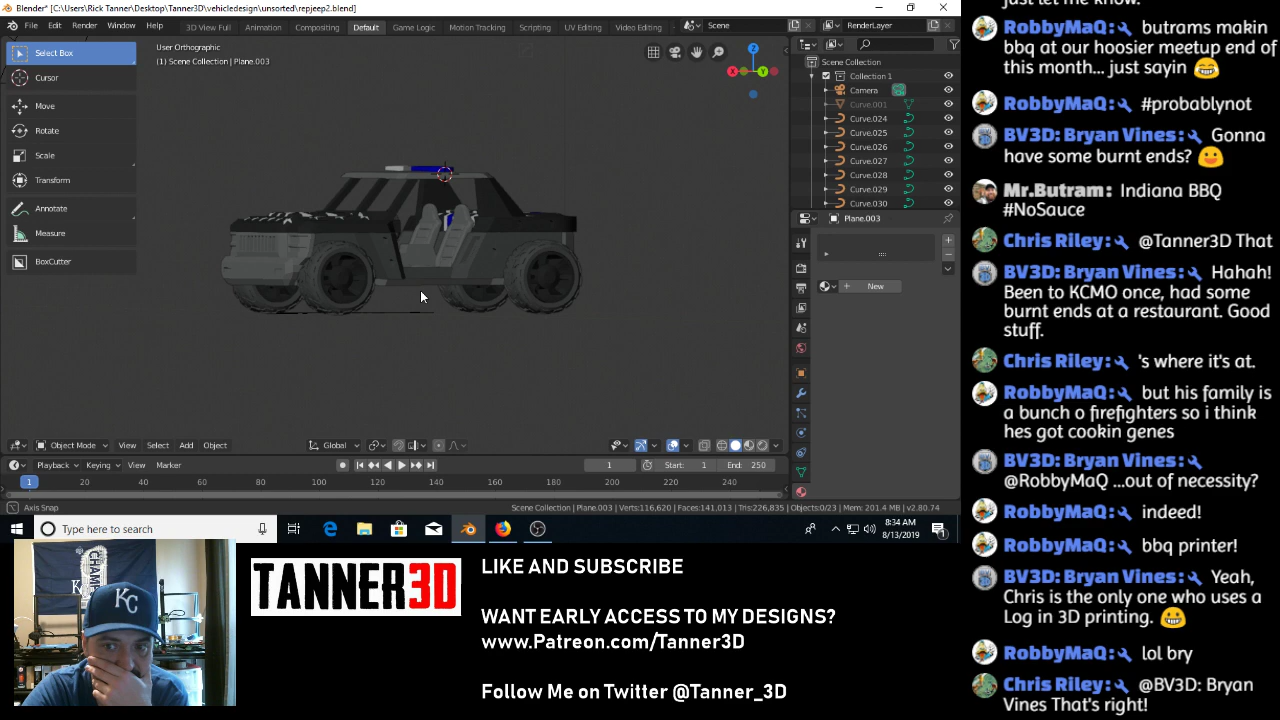 Blender* [C:\Users\Rick Tanner\Desktop\Tanner3D\vehicledesign\unsorted\repjeep2.blend]
File Edit Render Window Help
3D View Full Animation Compositing Default Game Logic Motion Tracking Scripting UV Editing Video Editing
Scene
RenderLayer
Select Box
Cursor
Move
Rotate
Scale
Transform
Annotate
Measure
BoxCutter
User Orthographic
(1) Scene Collection | Plane.003
Z
X
Y
Scene Collection
Collection 1
Camera
Curve.001
Curve.024
Curve.025
Curve.026
Curve.027
Curve.028
Curve.029
Curve.030
Plane.003
New
Object Mode View Select Add Object
Global
Playback Keying View Marker
1 Start: 1 End: 250
1 20 40 60 80 100 120 140 160 180 200 220 240
Axis Snap
Scene Collection | Plane.003 | Verts:116,620 | Faces:141,013 | Tris:226,835 | Objects:0/23 | Mem: 201.4 MB | v2.80.74
Type here to search
8:34 AM
8/13/2019
1
CHAMP
KC
TANNER3D
LIKE AND SUBSCRIBE
WANT EARLY ACCESS TO MY DESIGNS?
www.Patreon.com/Tanner3D
Follow Me on Twitter @Tanner_3D
just let me know.
RobbyMaQ: butrams makin
bbq at our hoosier meetup end of
this month... just sayin 😁
RobbyMaQ: #probablynot
BV3D: Bryan Vines: Gonna
have some burnt ends? 😃
Mr.Butram: Indiana BBQ
#NoSauce
Chris Riley: @Tanner3D That
BV3D: Bryan Vines: Hahah!
Been to KCMO once, had some
burnt ends at a restaurant. Good
stuff.
Chris Riley: 's where it's at.
RobbyMaQ: but his family is
a bunch o firefighters so i think
hes got cookin genes
BV3D: Bryan Vines:
@RobbyMaQ ...out of necessity?
RobbyMaQ: indeed!
RobbyMaQ: bbq printer!
BV3D: Bryan Vines: Yeah,
Chris is the only one who uses a
Log in 3D printing. 😬
RobbyMaQ: lol bry
Chris Riley: @BV3D: Bryan
Vines That's right!